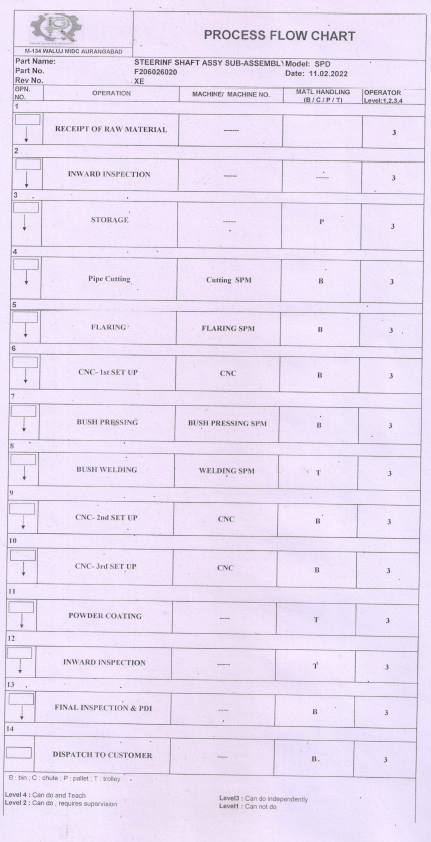 PROCESS FLOW CHART
M-134 WALUJ MIDC AURANGABAD
Part Name: STEERINF SHAFT ASSY SUB-ASSEMBLY Model: SPD
Part No. F206026020 Date: 11.02.2022
Rev No. XE
OPN. NO. OPERATION MACHINE/ MACHINE NO. MATL HANDLING (B / C / P / T) OPERATOR Level:1,2,3,4
1
RECEIPT OF RAW MATERIAL ------ 3
2
INWARD INSPECTION ----- ----- 3
3
STORAGE ----- P 3
4
Pipe Cutting Cutting SPM B 3
5
FLARING FLARING SPM B 3
6
CNC- 1st SET UP CNC B 3
7
BUSH PRESSING BUSH PRESSING SPM B 3
8
BUSH WELDING WELDING SPM T 3
9
CNC- 2nd SET UP CNC B 3
10
CNC- 3rd SET UP CNC B 3
11
POWDER COATING ---- T 3
12
INWARD INSPECTION ----- T 3
13
FINAL INSPECTION & PDI ---- B 3
14
DISPATCH TO CUSTOMER ---- B 3
B : bin ; C : chute ; P : pallet ; T : trolley
Level 4 : Can do and Teach Level3 : Can do independently
Level 2 : Can do , requires supervision Level1 : Can not do